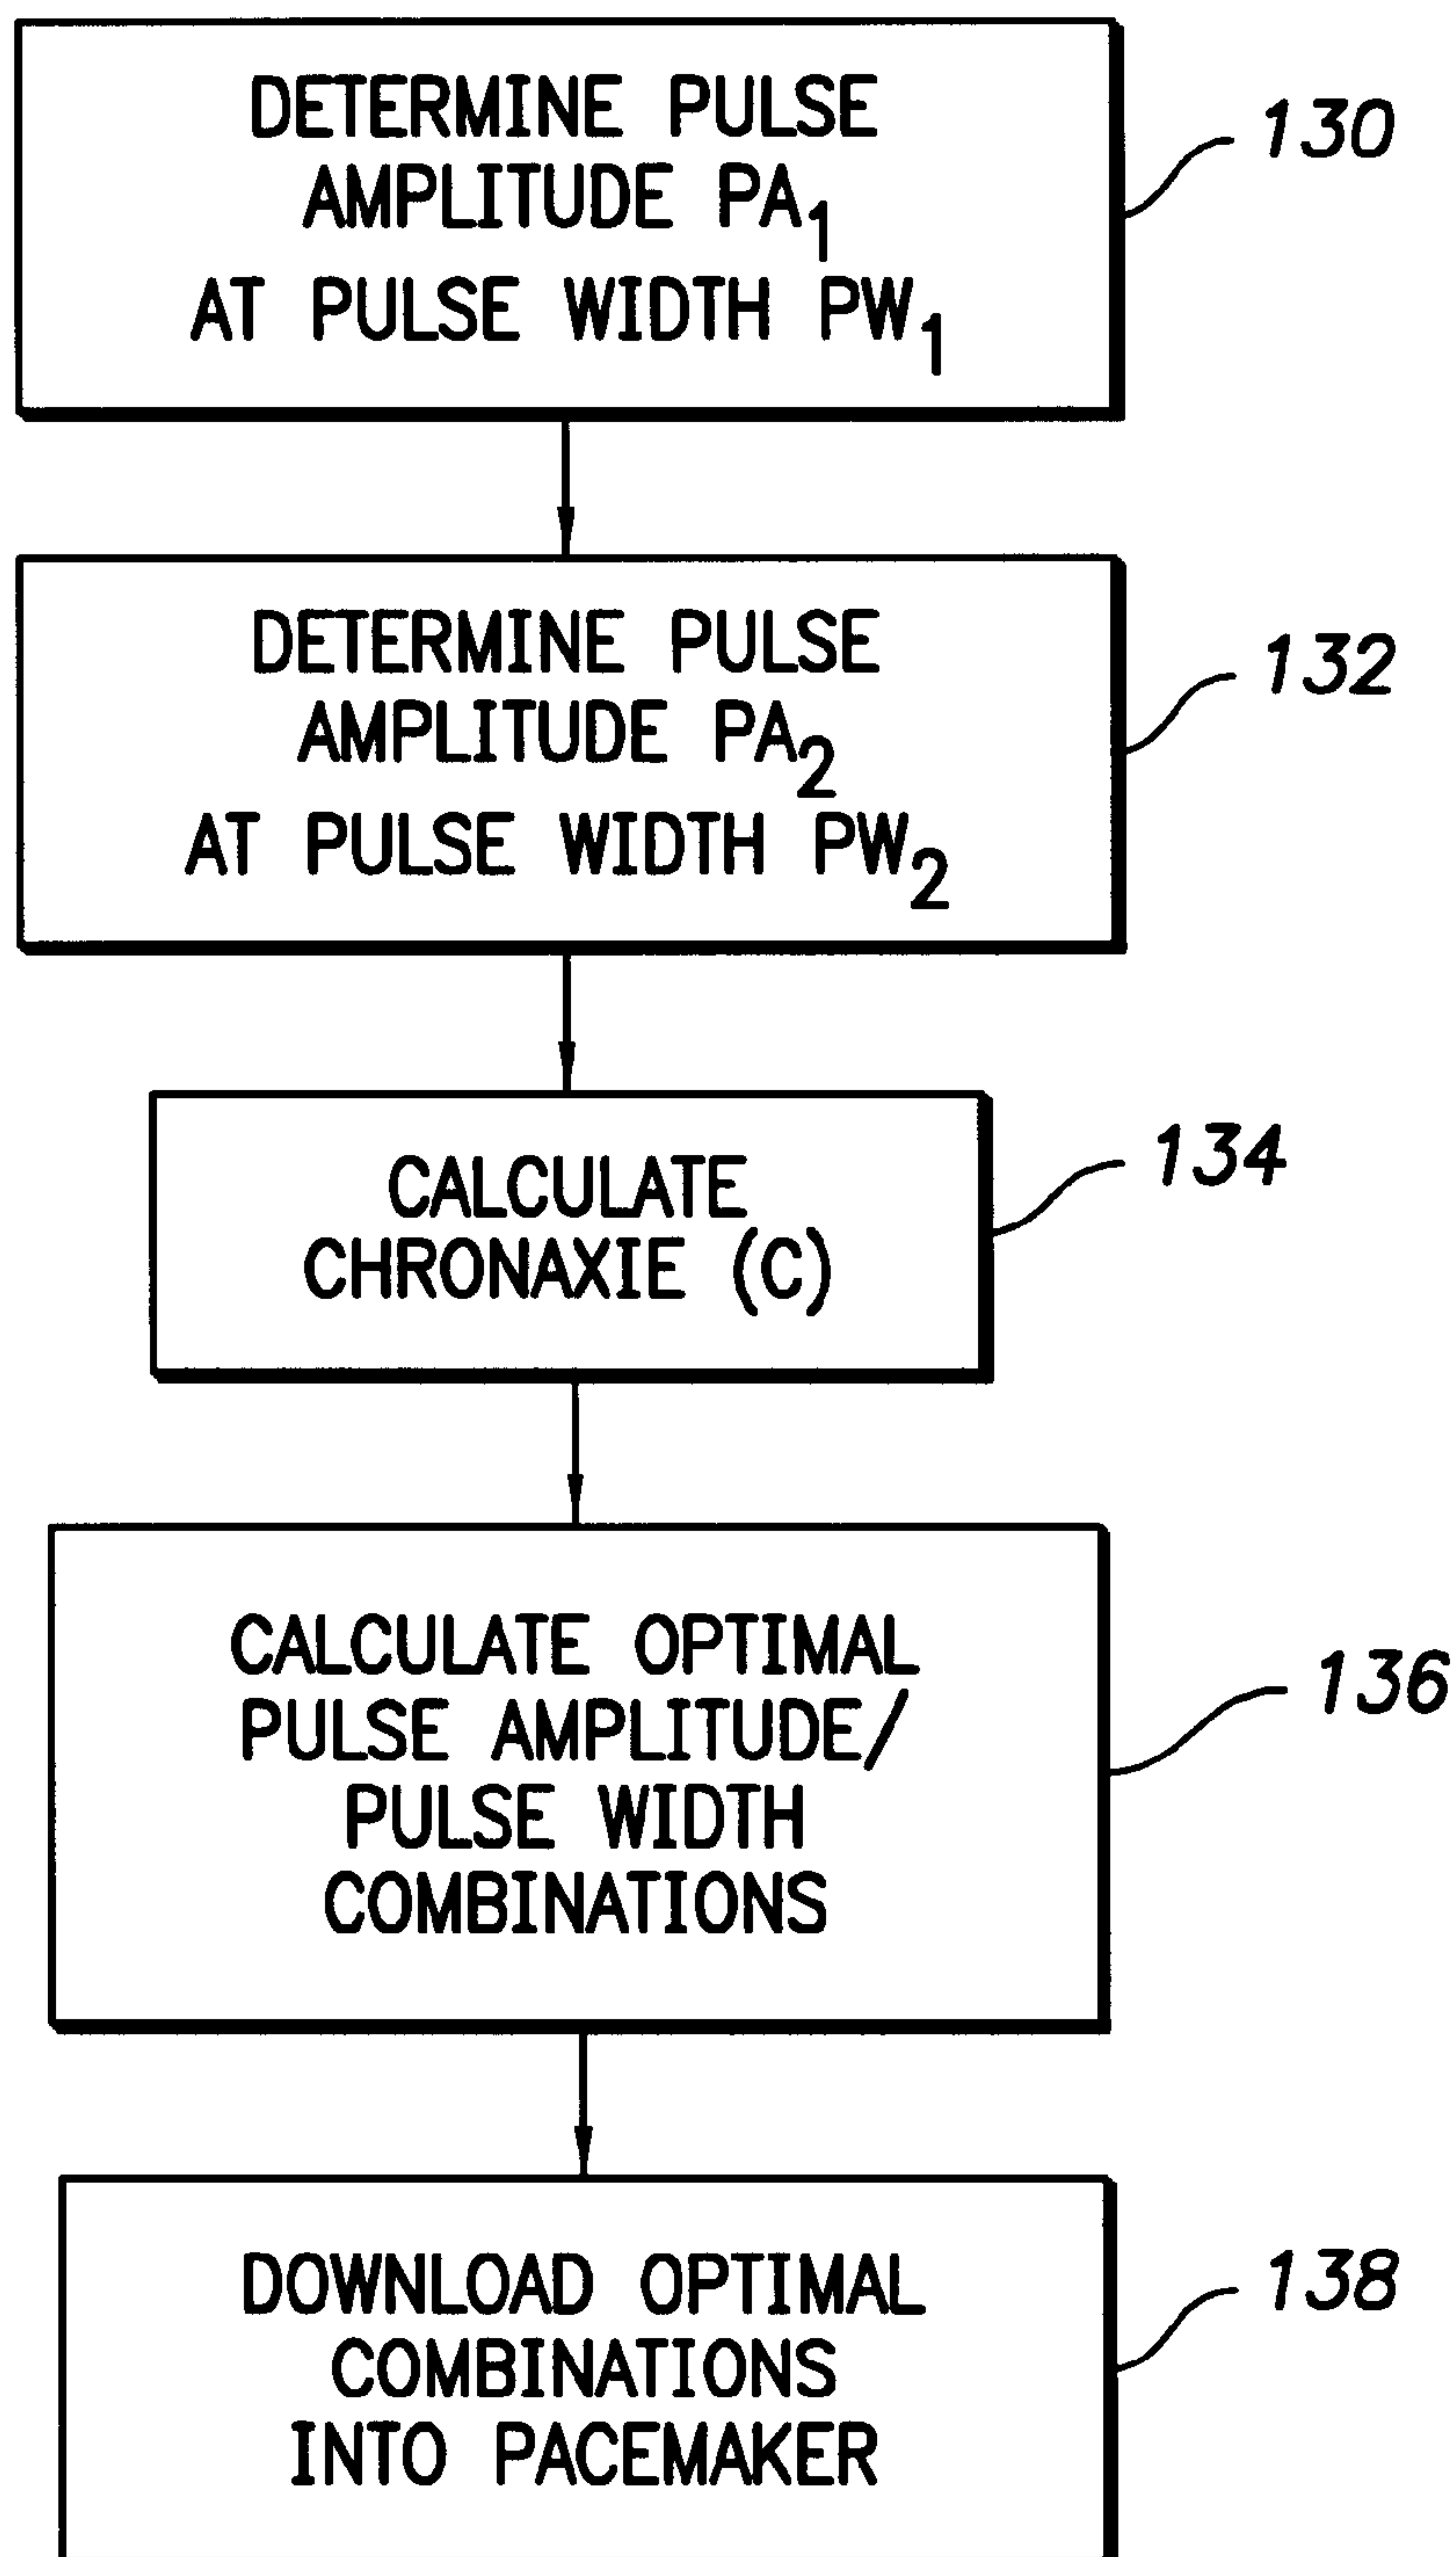 DETERMINE PULSE
AMPLITUDE PA₁
AT PULSE WIDTH PW₁
130
DETERMINE PULSE
AMPLITUDE PA₂
AT PULSE WIDTH PW₂
132
CALCULATE
CHRONAXIE (C)
134
CALCULATE OPTIMAL
PULSE AMPLITUDE/
PULSE WIDTH
COMBINATIONS
136
DOWNLOAD OPTIMAL
COMBINATIONS
INTO PACEMAKER
138